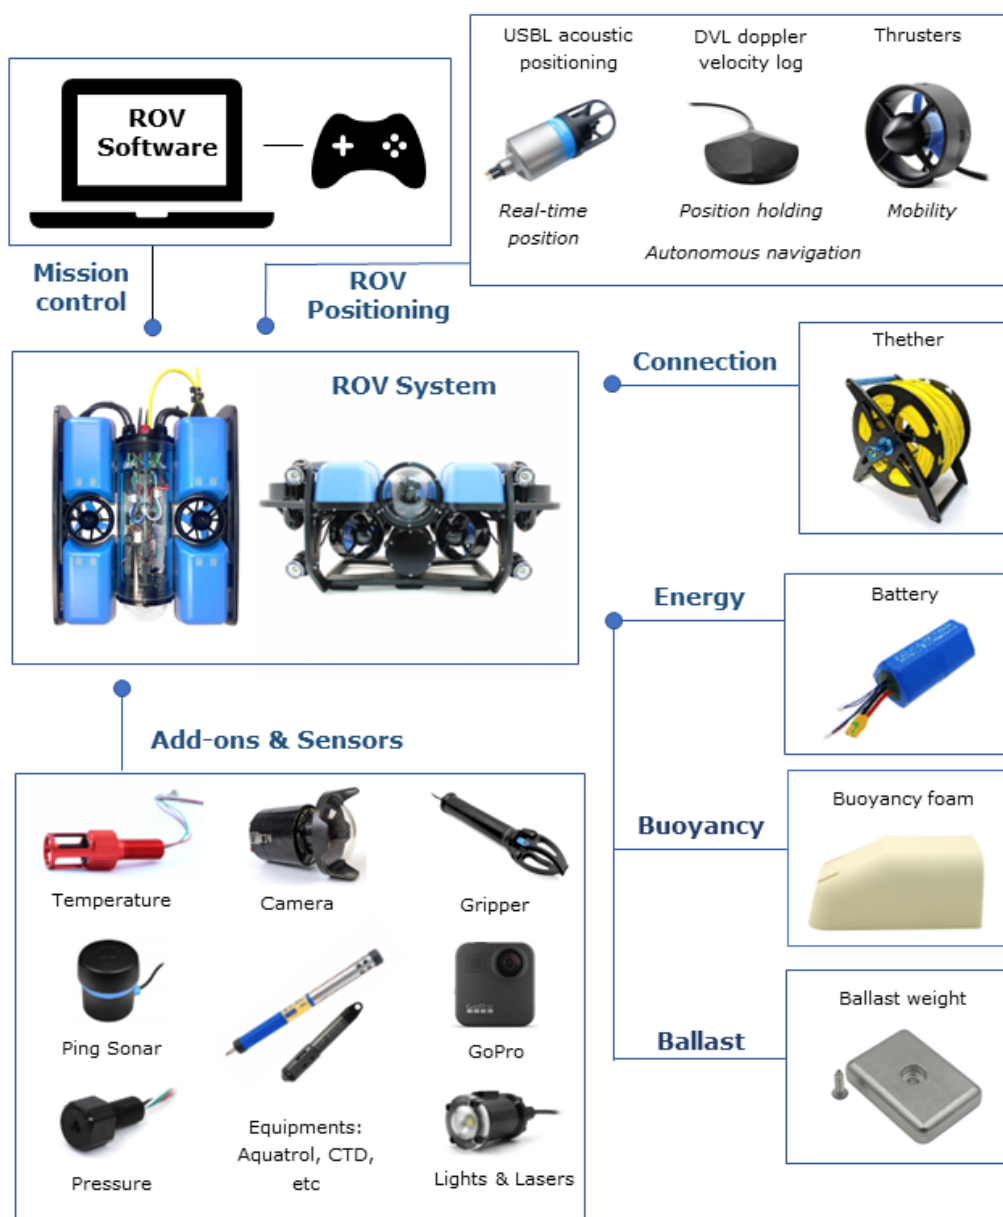 USBL acoustic
positioning
DVL doppler
velocity log
Thrusters
ROV
Software
Real-time
position
Position holding
Mobility
Autonomous navigation
Mission
control
ROV
Positioning
ROV System
Connection
Thether
Energy
Battery
Add-ons & Sensors
Buoyancy
Buoyancy foam
Temperature
Camera
Gripper
Ping Sonar
GoPro
GoPro
Ballast
Ballast weight
Equipments:
Aquatrol, CTD,
etc
Pressure
Lights & Lasers